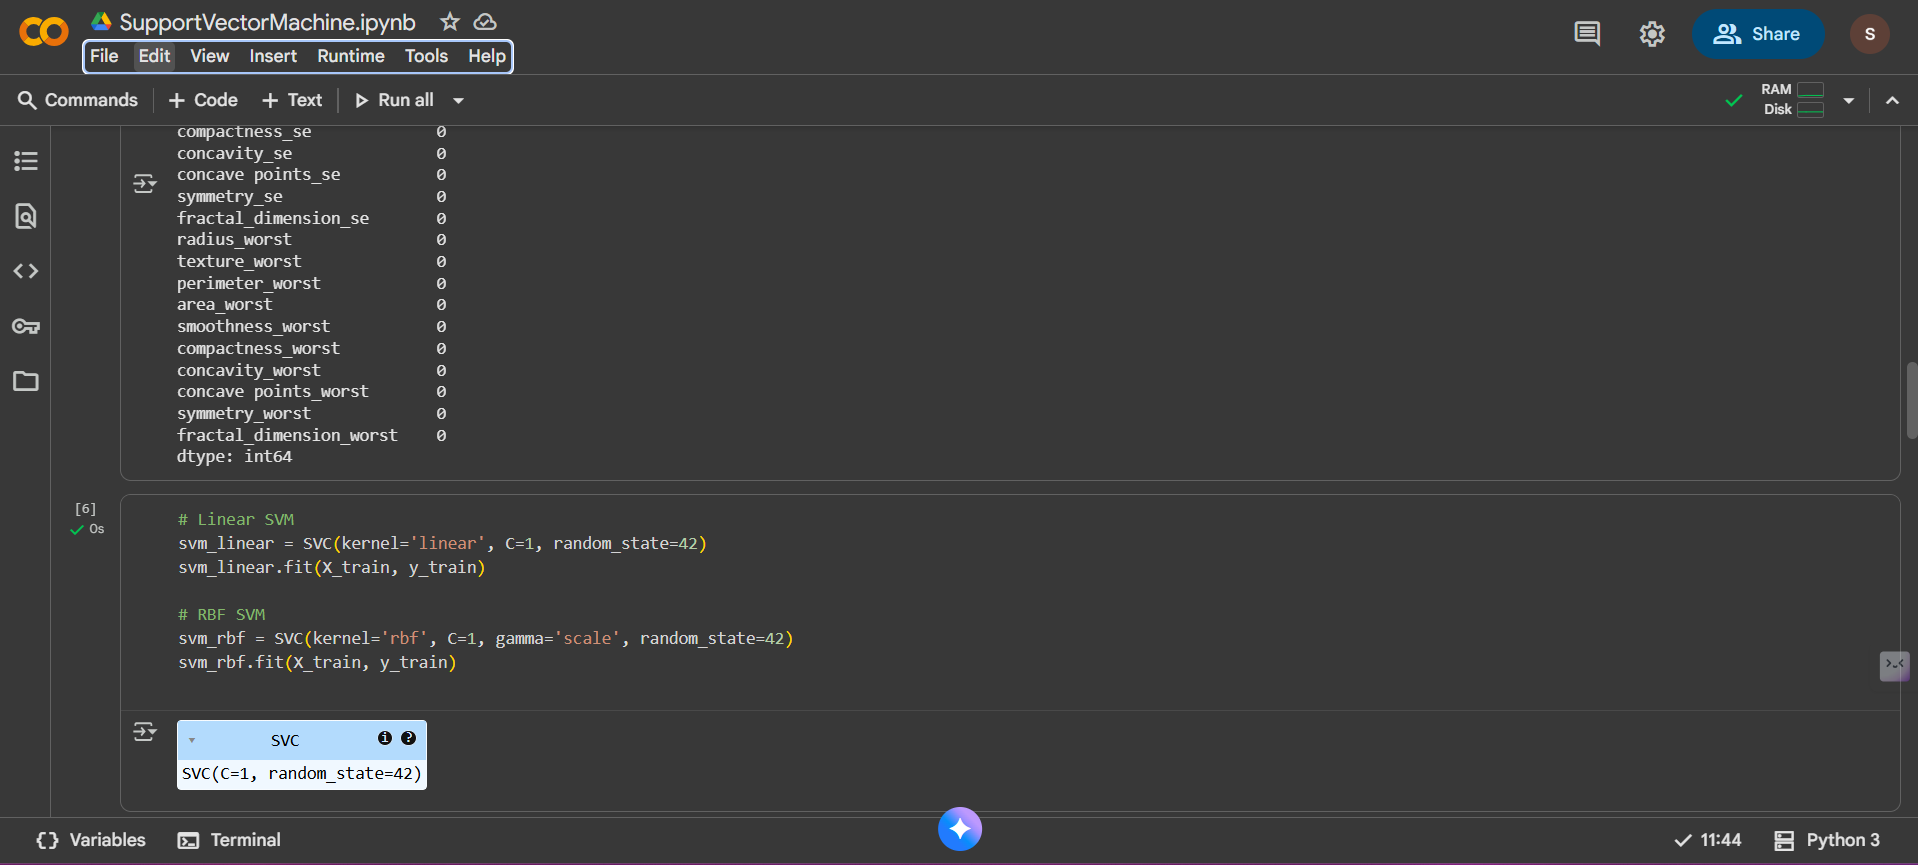 SupportVectorMachine.ipynb
File Edit View Insert Runtime Tools Help
Share
S
Commands + Code + Text Run all
RAM
Disk
compactness_se 0
concavity_se 0
concave points_se 0
symmetry_se 0
fractal_dimension_se 0
radius_worst 0
texture_worst 0
perimeter_worst 0
area_worst 0
smoothness_worst 0
compactness_worst 0
concavity_worst 0
concave points_worst 0
symmetry_worst 0
fractal_dimension_worst 0
dtype: int64
[6]
0s
# Linear SVM
svm_linear = SVC(kernel='linear', C=1, random_state=42)
svm_linear.fit(X_train, y_train)
# RBF SVM
svm_rbf = SVC(kernel='rbf', C=1, gamma='scale', random_state=42)
svm_rbf.fit(X_train, y_train)
SVC
SVC(C=1, random_state=42)
{} Variables Terminal
11:44 Python 3